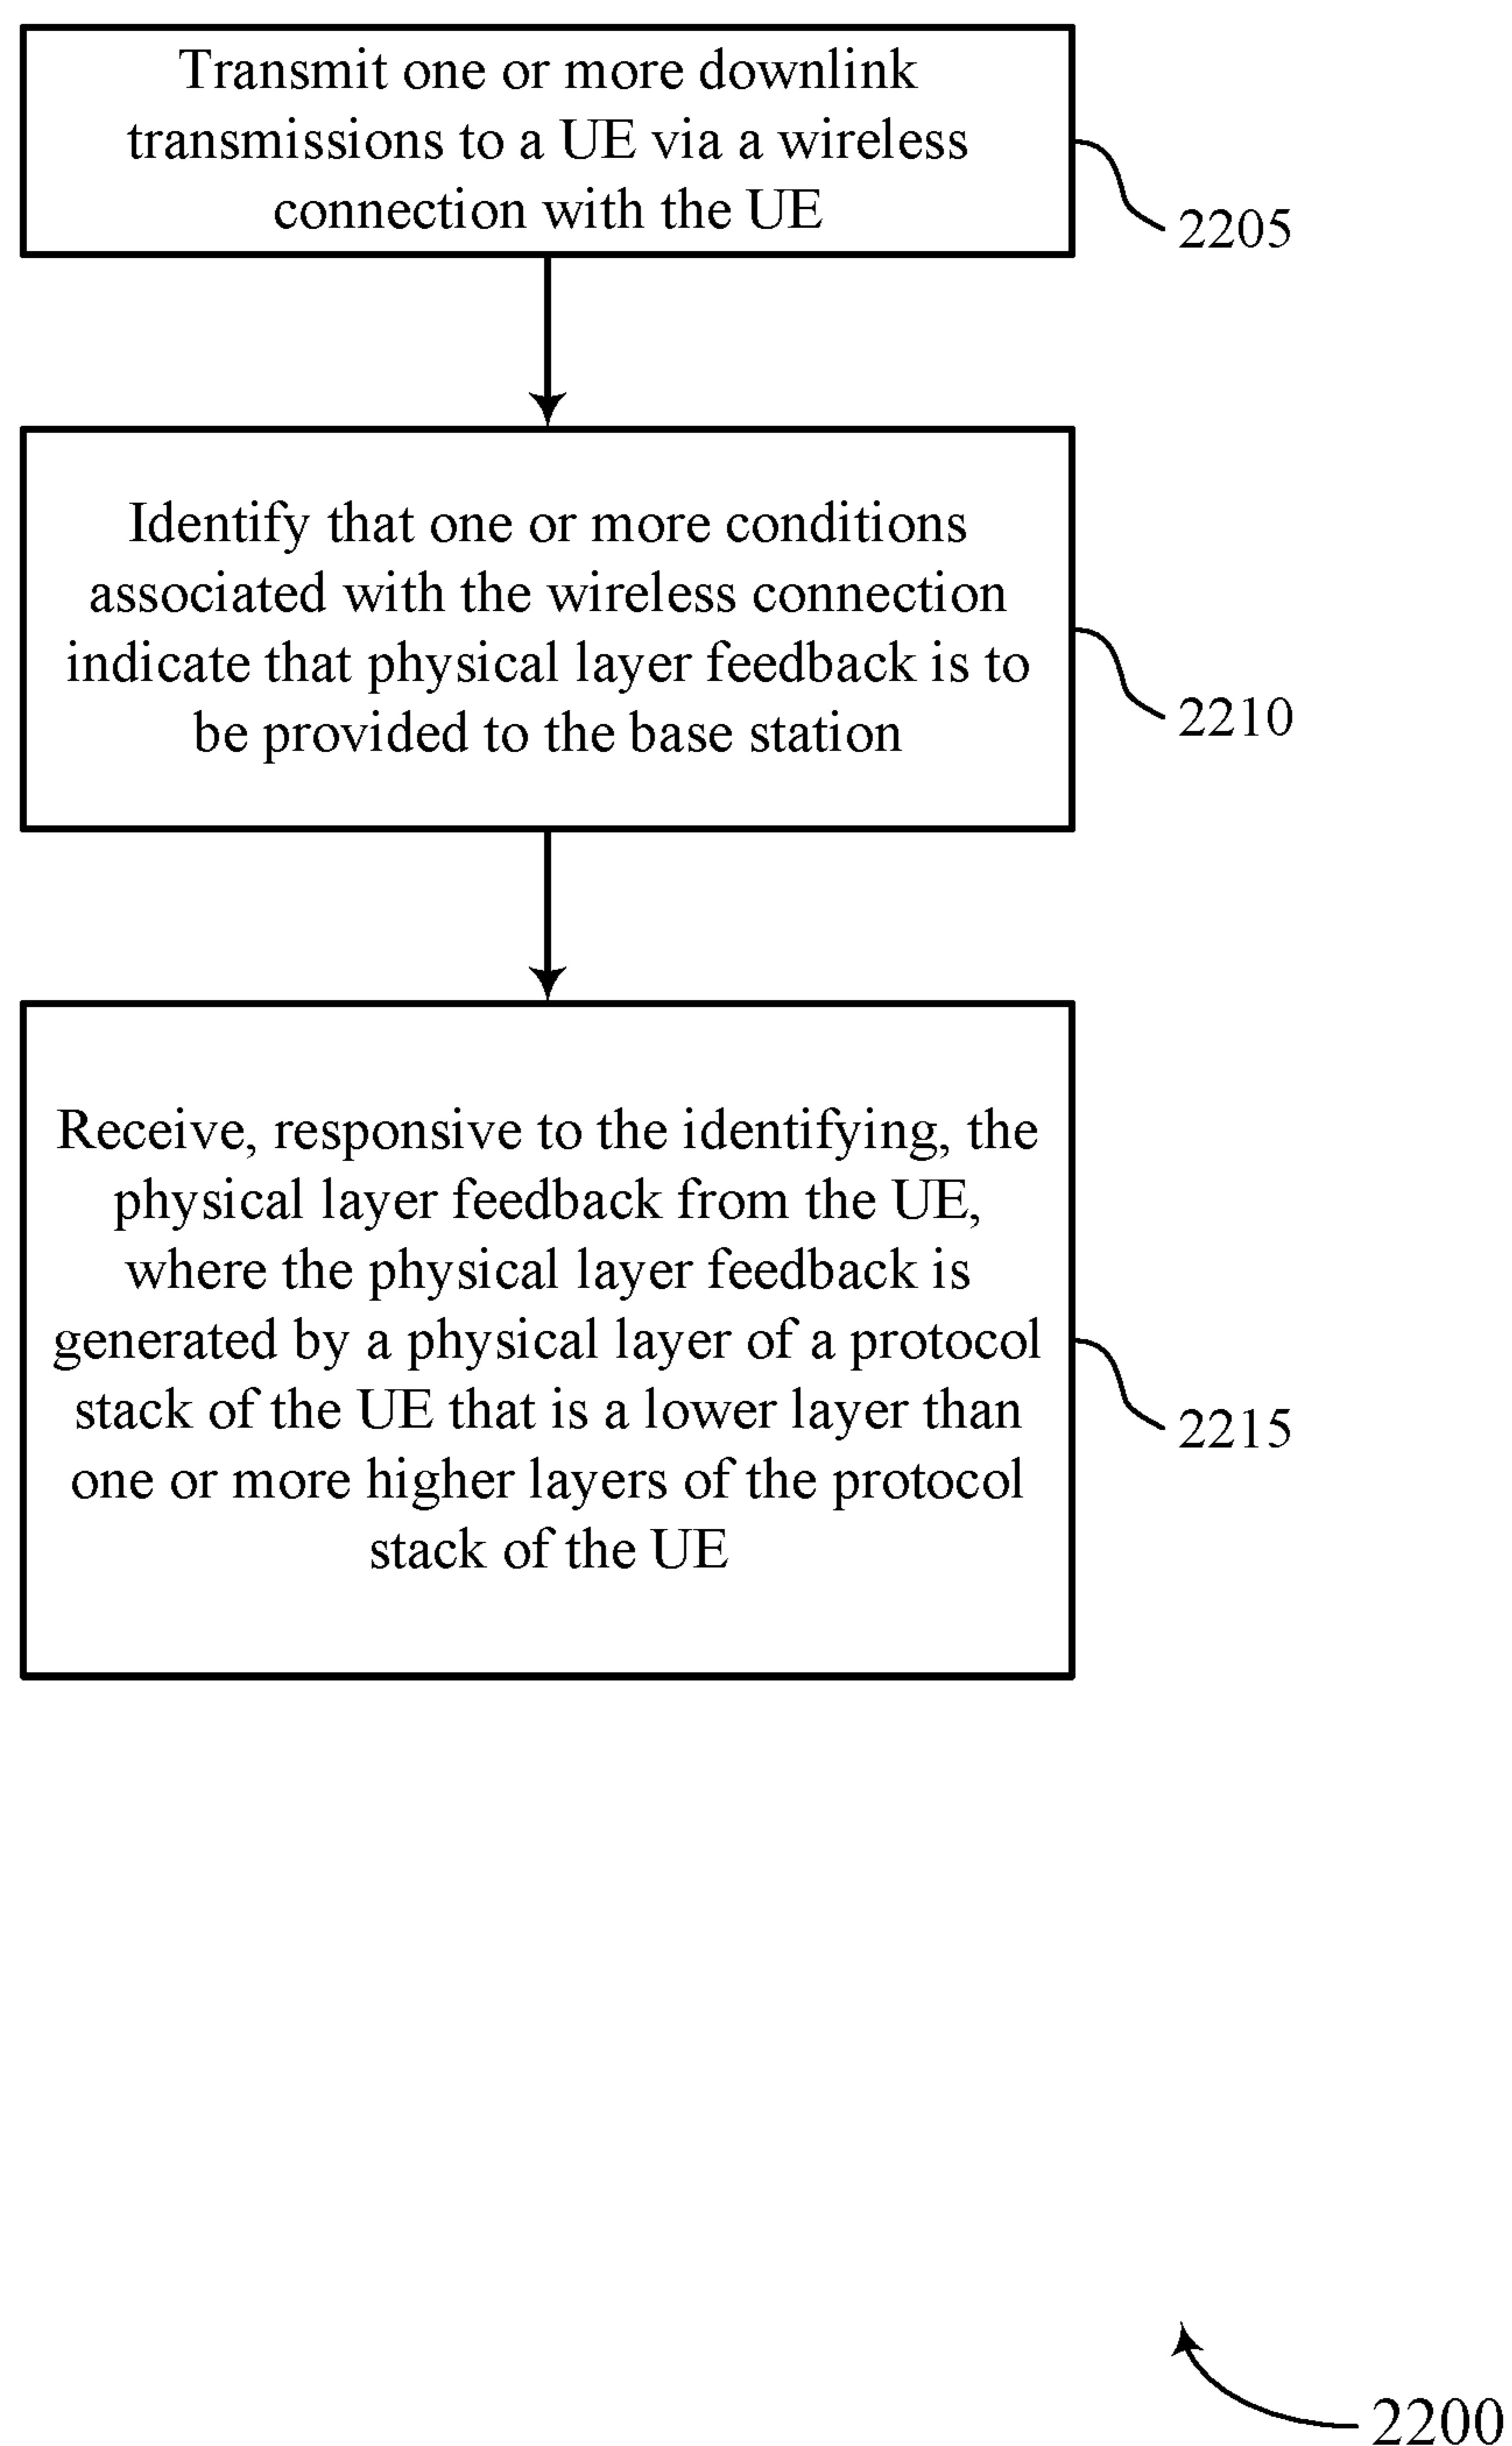 Transmit one or more downlink
transmissions to a UE via a wireless
connection with the UE
2205
Identify that one or more conditions
associated with the wireless connection
indicate that physical layer feedback is to
be provided to the base station
2210
Receive, responsive to the identifying, the
physical layer feedback from the UE,
where the physical layer feedback is
generated by a physical layer of a protocol
stack of the UE that is a lower layer than
one or more higher layers of the protocol
stack of the UE
2215
2200